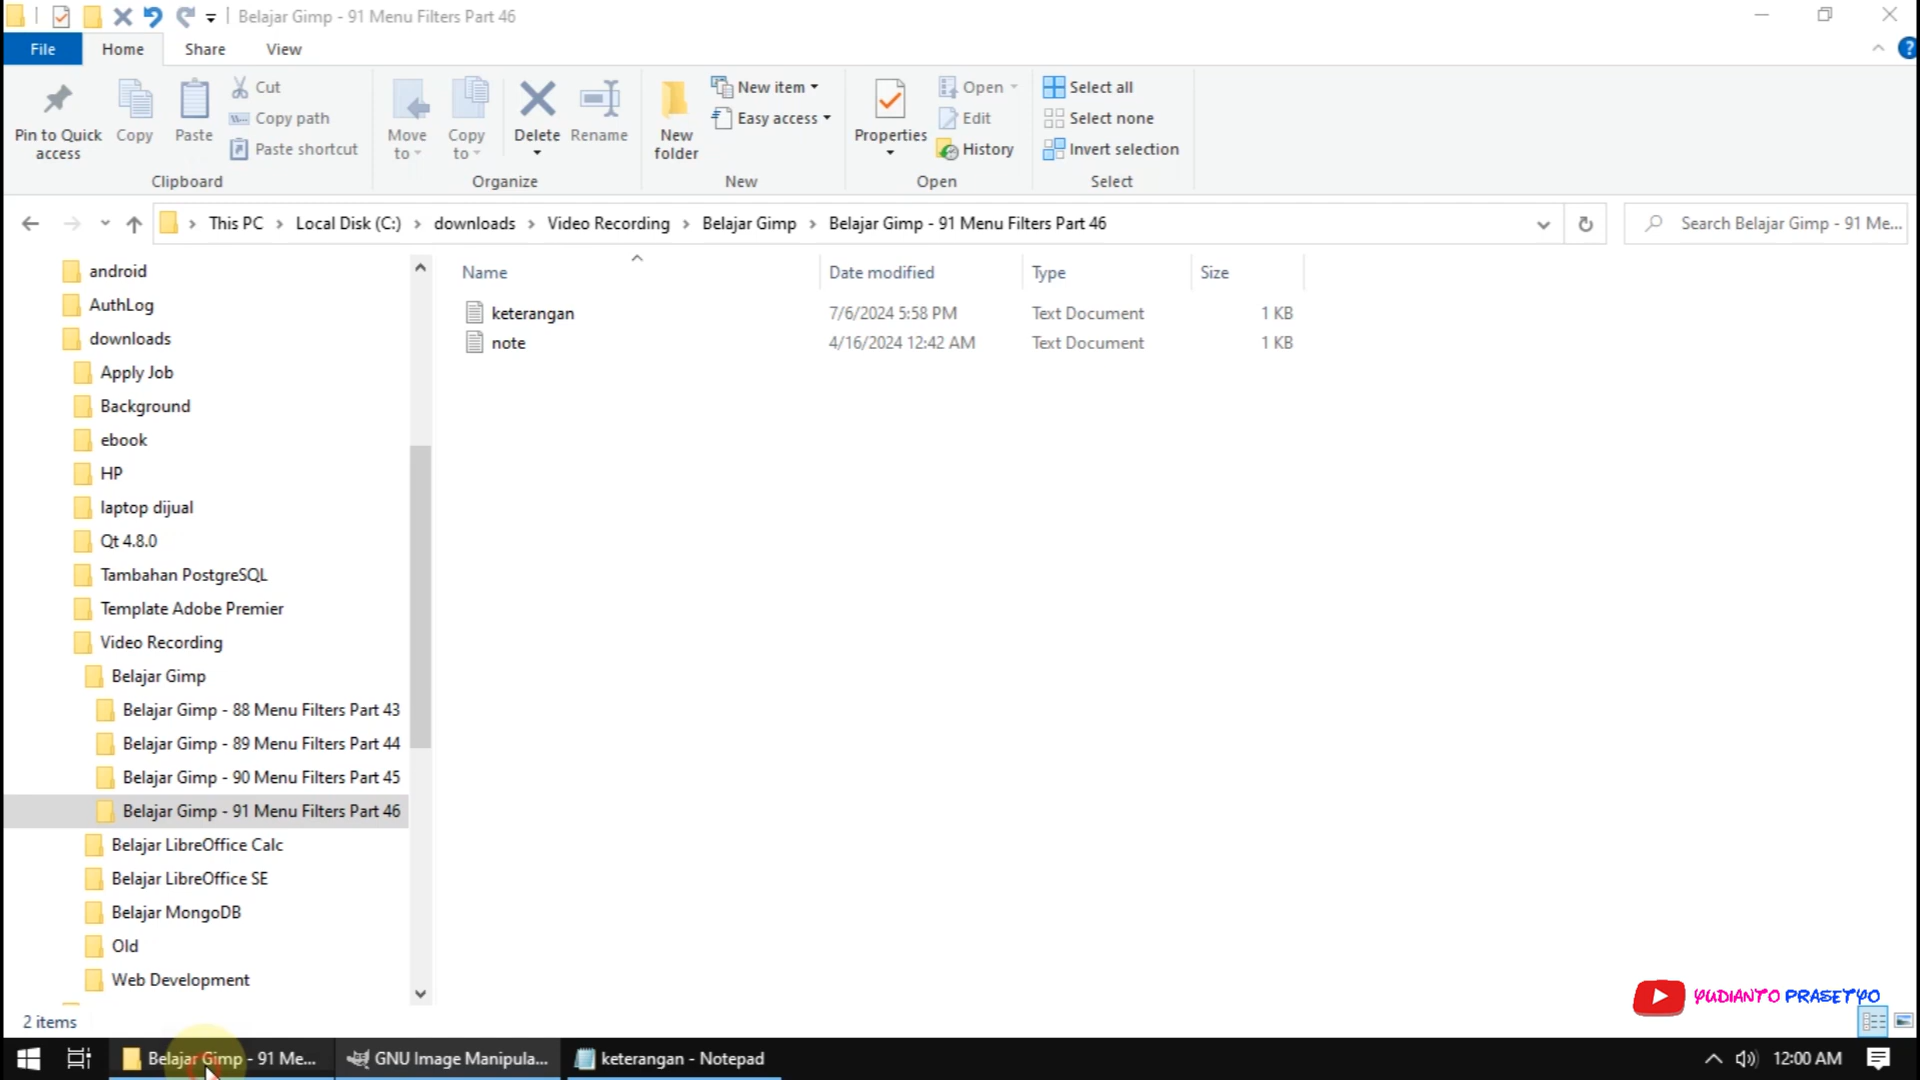 Belajar Gimp - 91 Menu Filters Part 46
File Home Share View
Pin to Quick access
Copy
Paste
Cut
Copy path
Paste shortcut
Clipboard
Move to
Copy to
Delete
Rename
Organize
New folder
New item
Easy access
New
Properties
Open
Edit
History
Open
Select all
Select none
Invert selection
Select
This PC > Local Disk (C:) > downloads > Video Recording > Belajar Gimp > Belajar Gimp - 91 Menu Filters Part 46
Search Belajar Gimp - 91 Me...
Name Date modified Type Size
keterangan 7/6/2024 5:58 PM Text Document 1 KB
note 4/16/2024 12:42 AM Text Document 1 KB
android
AuthLog
downloads
Apply Job
Background
ebook
HP
laptop dijual
Qt 4.8.0
Tambahan PostgreSQL
Template Adobe Premier
Video Recording
Belajar Gimp
Belajar Gimp - 88 Menu Filters Part 43
Belajar Gimp - 89 Menu Filters Part 44
Belajar Gimp - 90 Menu Filters Part 45
Belajar Gimp - 91 Menu Filters Part 46
Belajar LibreOffice Calc
Belajar LibreOffice SE
Belajar MongoDB
Old
Web Development
YUDIANTO PRASETYO
2 items
Belajar Gimp - 91 Me...
GNU Image Manipula...
keterangan - Notepad
12:00 AM